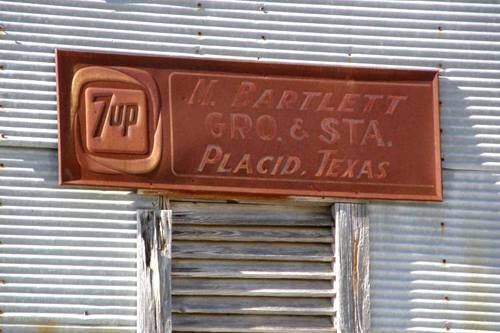 7up
M. BARTLETT
GRO. & STA.
PLACID, TEXAS